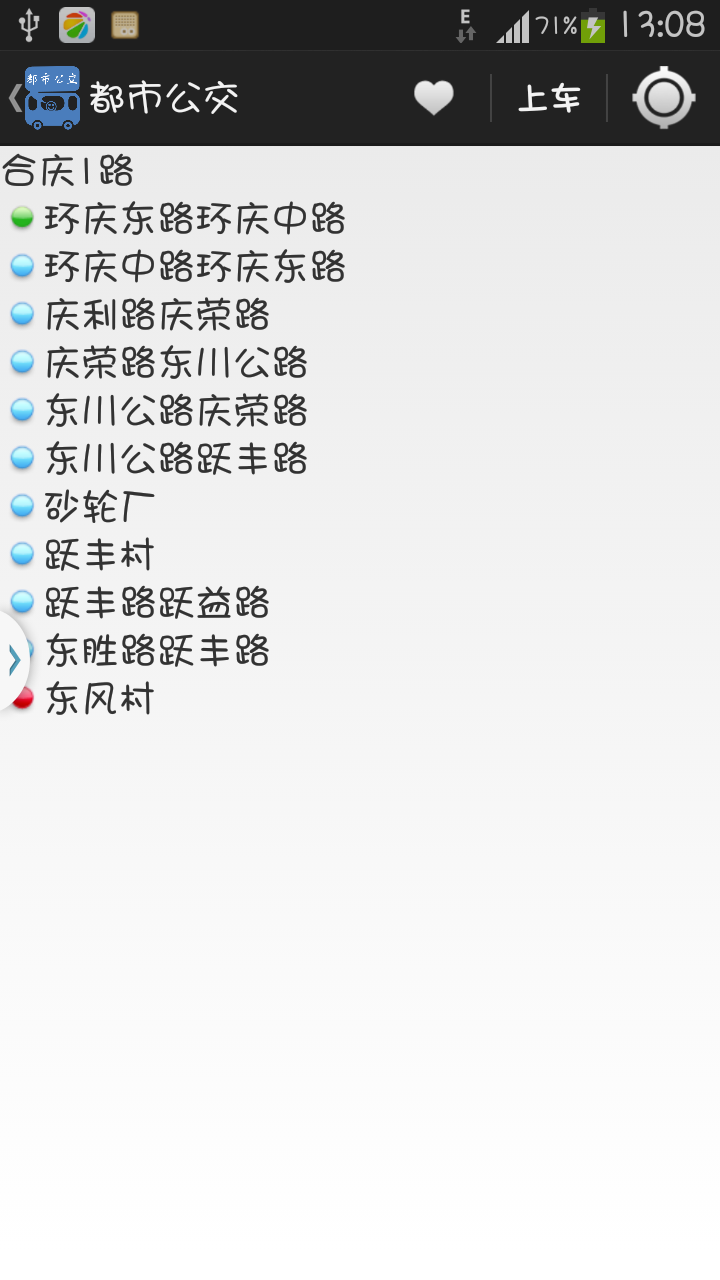 E
71%
13:08
都市公交
都市公交
上车
合庆1路
环庆东路环庆中路
环庆中路环庆东路
庆利路庆荣路
庆荣路东川公路
东川公路庆荣路
东川公路跃丰路
砂轮厂
跃丰村
跃丰路跃益路
东胜路跃丰路
东风村